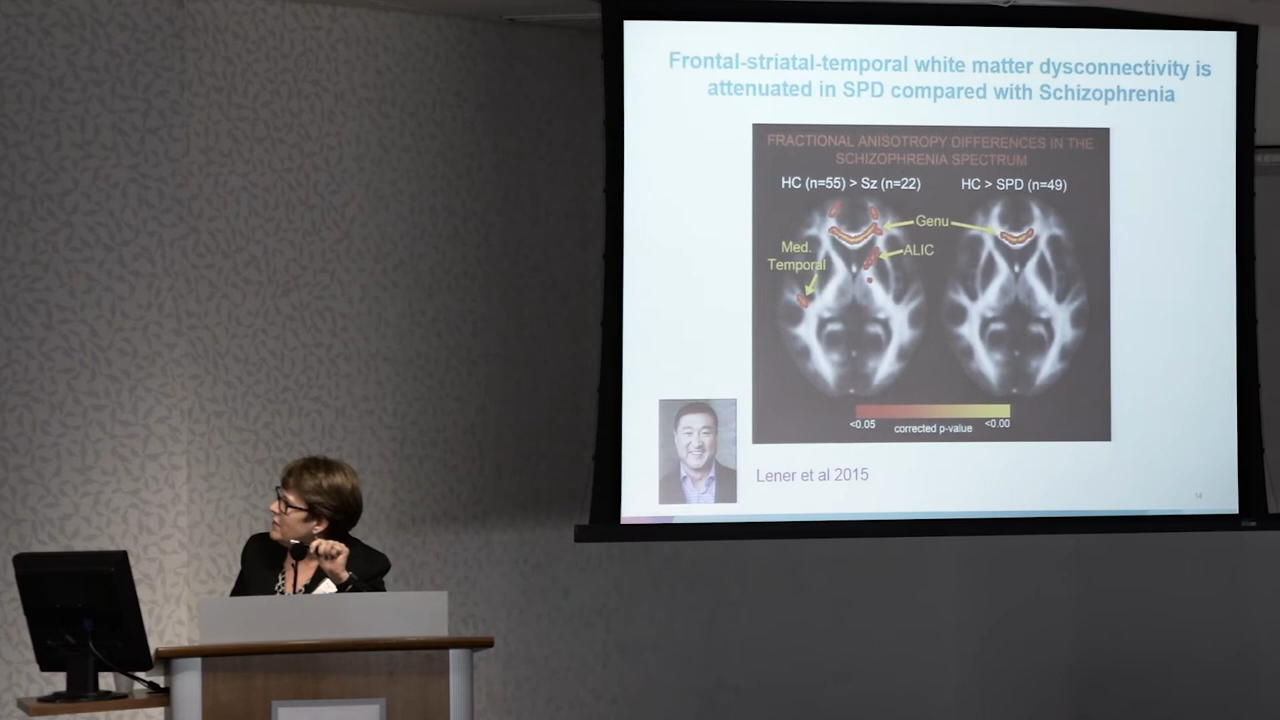 Frontal-striatal-temporal white matter dysconnectivity is
attenuated in SPD compared with Schizophrenia
FRACTIONAL ANISOTROPY DIFFERENCES IN THE
SCHIZOPHRENIA SPECTRUM
HC (n=55) > Sz (n=22) HC > SPD (n=49)
Genu
Med.
Temporal
ALIC
<0.05 corrected p-value <0.00
Lener et al 2015
14